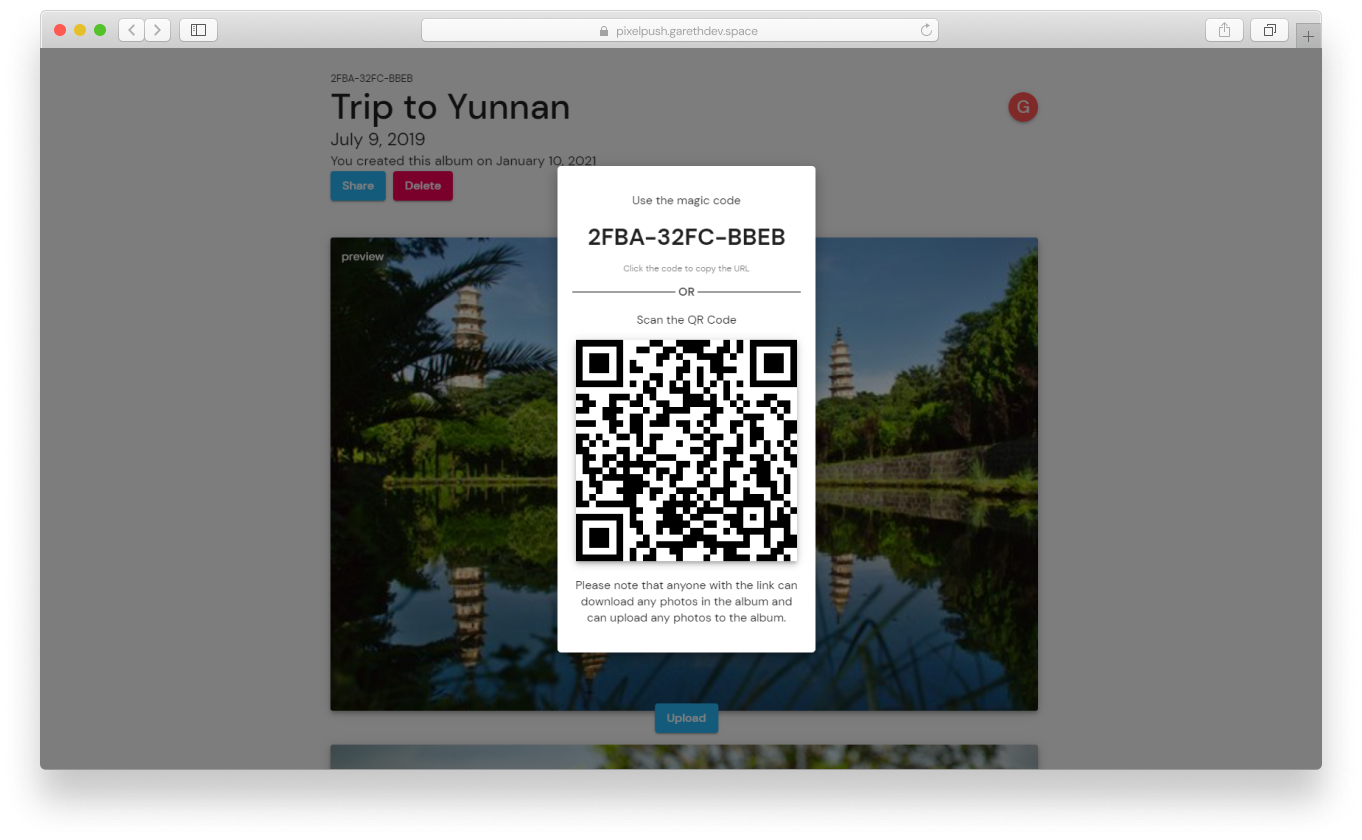 pixelpush.garethdev.space
2FBA-32FC-BBEB
Trip to Yunnan
G
July 9, 2019
You created this album on January 10, 2021
Share
Delete
preview
Use the magic code
2FBA-32FC-BBEB
Click the code to copy the URL
OR
Scan the QR Code
Please note that anyone with the link can
download any photos in the album and
can upload any photos to the album.
Upload